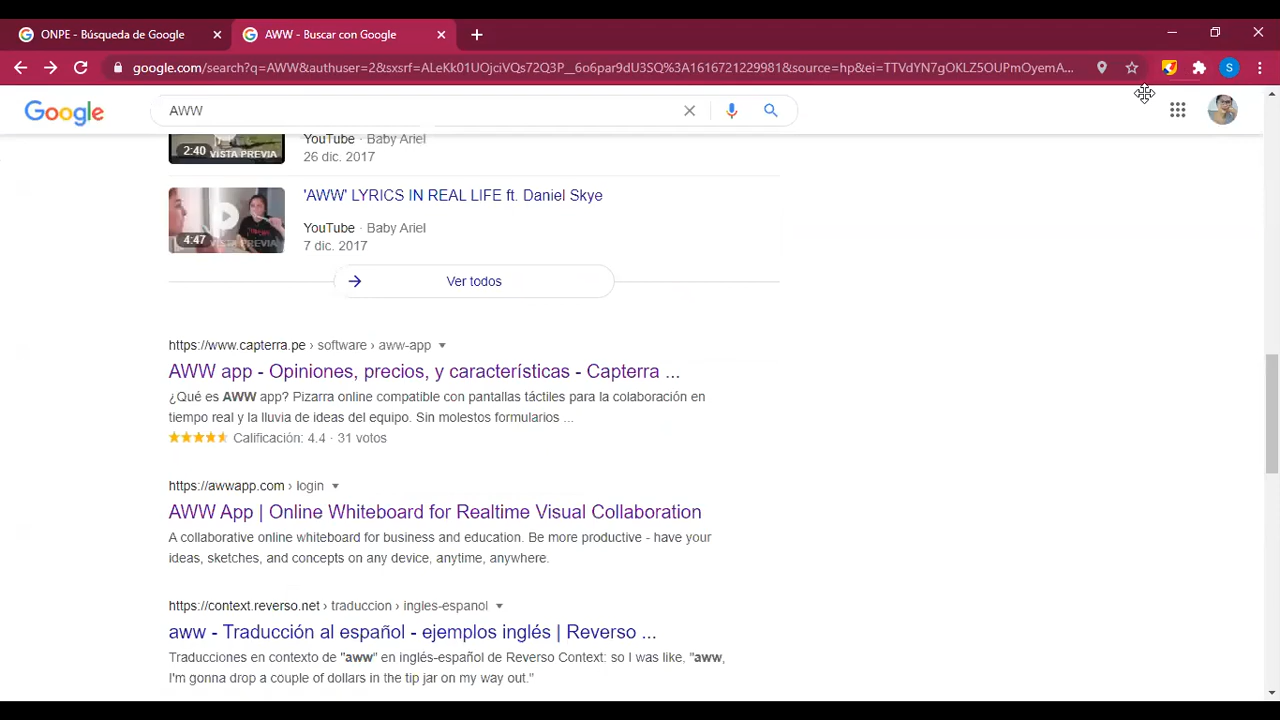 ONPE - Búsqueda de Google
AWW - Buscar con Google
google.com/search?q=AWW&authuser=2&sxsrf=ALeKk01UOjciVQs72Q3P__6o6par9dU3SQ%3A1616721229981&source=hp&ei=TTVdYN7gOKLZ5OUPmOyemA...
S
Google
AWW
2:40 VISTA PREVIA
YouTube · Baby Ariel
26 dic. 2017
'AWW' LYRICS IN REAL LIFE ft. Daniel Skye
4:47 VISTA PREVIA
YouTube · Baby Ariel
7 dic. 2017
Ver todos
https://www.capterra.pe › software › aww-app
AWW app - Opiniones, precios, y características - Capterra ...
¿Qué es AWW app? Pizarra online compatible con pantallas táctiles para la colaboración en
tiempo real y la lluvia de ideas del equipo. Sin molestos formularios ...
Calificación: 4.4 · 31 votos
https://awwapp.com › login
AWW App | Online Whiteboard for Realtime Visual Collaboration
A collaborative online whiteboard for business and education. Be more productive - have your
ideas, sketches, and concepts on any device, anytime, anywhere.
https://context.reverso.net › traduccion › ingles-espanol
aww - Traducción al español - ejemplos inglés | Reverso ...
Traducciones en contexto de "aww" en inglés-español de Reverso Context: so I was like, "aww,
I'm gonna drop a couple of dollars in the tip jar on my way out."